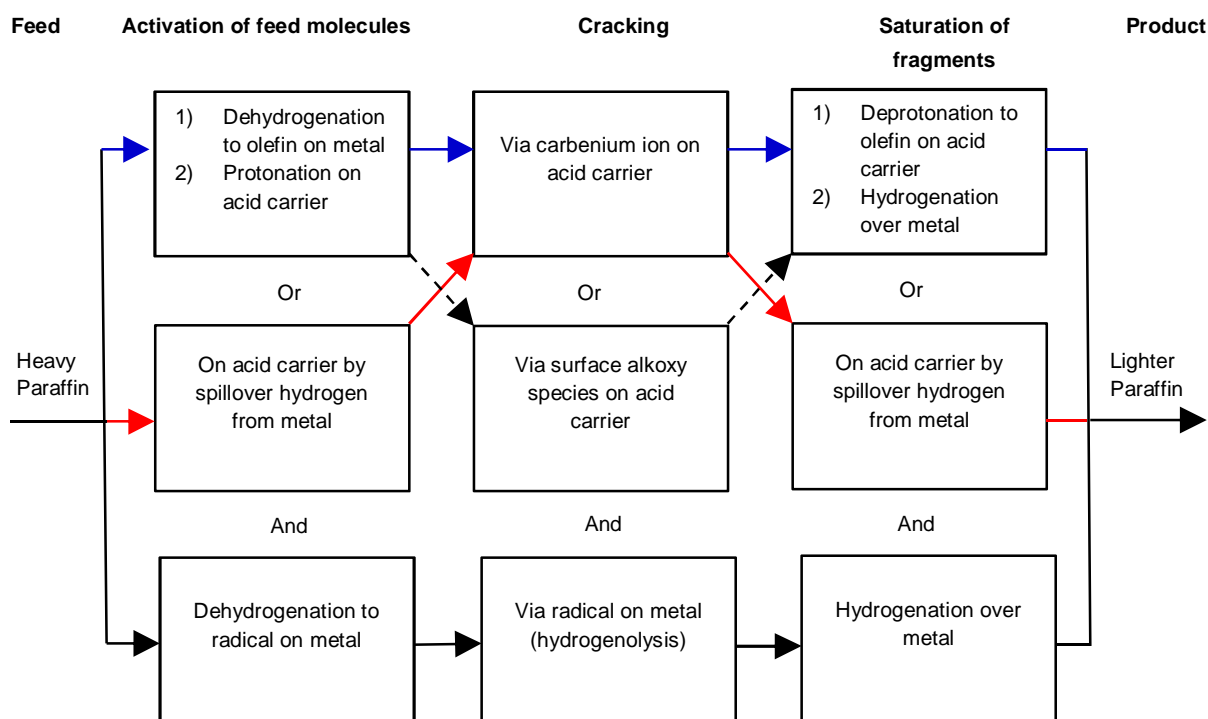 Feed
Activation of feed molecules
Cracking
Saturation of
fragments
Product
1) Dehydrogenation
to olefin on metal
2) Protonation on
acid carrier
Via carbenium ion on
acid carrier
1) Deprotonation to
olefin on acid
carrier
2) Hydrogenation
over metal
Or
Or
Or
Heavy
Paraffin
On acid carrier by
spillover hydrogen
from metal
Via surface alkoxy
species on acid
carrier
On acid carrier by
spillover hydrogen
from metal
Lighter
Paraffin
And
And
And
Dehydrogenation to
radical on metal
Via radical on metal
(hydrogenolysis)
Hydrogenation over
metal